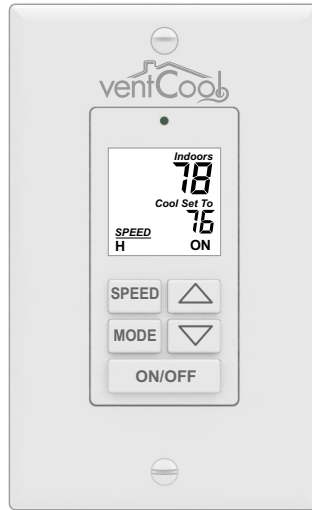 ventCool
Indoors
78
Cool Set To
76
SPEED
H ON
SPEED
MODE
ON/OFF